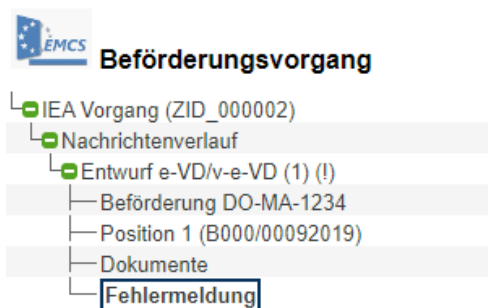 EMCS
Beförderungsvorgang
IEA Vorgang (ZID_000002)
Nachrichtenverlauf
Entwurf e-VD/v-e-VD (1) (!)
Beförderung DO-MA-1234
Position 1 (B000/00092019)
Dokumente
Fehlermeldung